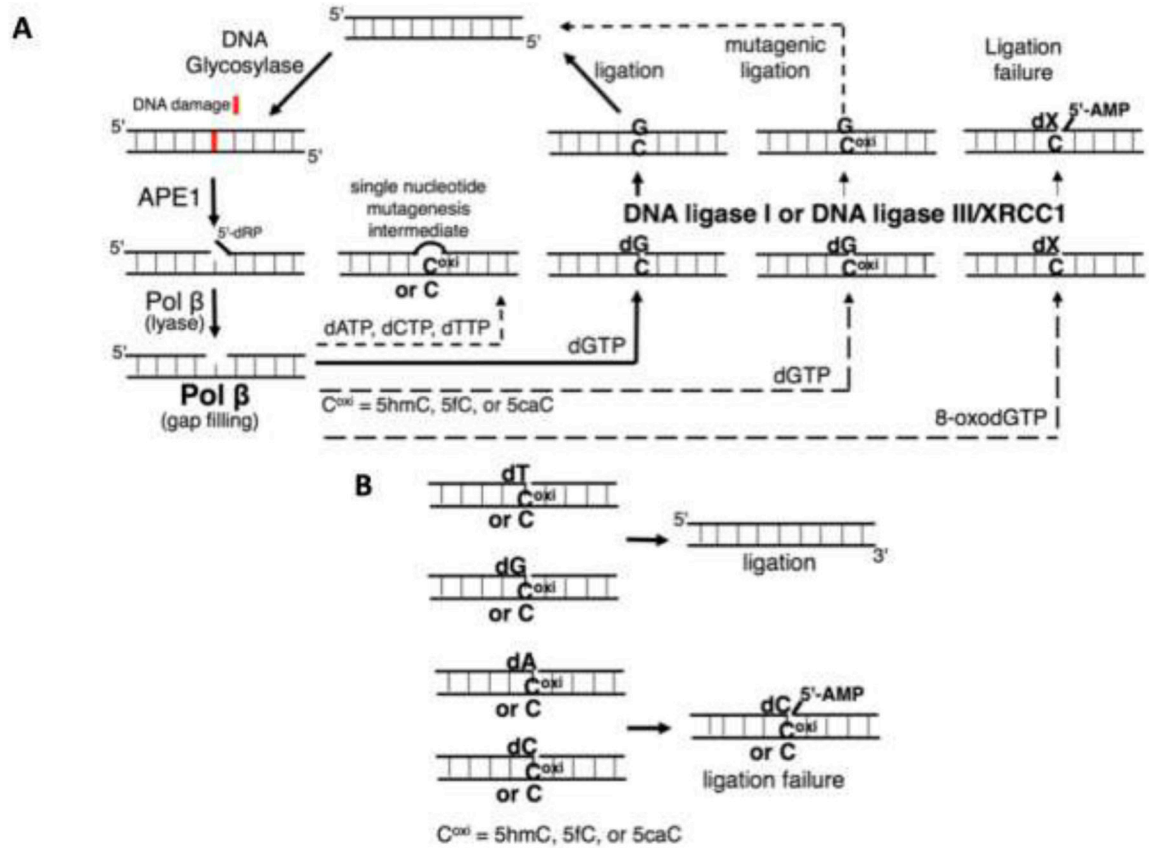 A
5'
5'
DNA
Glycosylase
DNA damage
5'
5'
ligation
mutagenic
ligation
Ligation
failure
G
C
G
Coxi
dX
5'-AMP
C
APE1
5'-dRP
5'
single nucleotide
mutagenesis
intermediate
Coxi
or C
DNA ligase I or DNA ligase III/XRCC1
dG
C
dG
Coxi
dX
C
Pol β
(lyase)
5'
dATP, dCTP, dTTP
dGTP
dGTP
Pol β
(gap filling)
Coxi = 5hmC, 5fC, or 5caC
8-oxodGTP
B
dT
Coxi
or C
5'
3'
ligation
dG
Coxi
or C
dA
Coxi
or C
dC
5'-AMP
Coxi
or C
ligation failure
dC
Coxi
or C
Coxi = 5hmC, 5fC, or 5caC